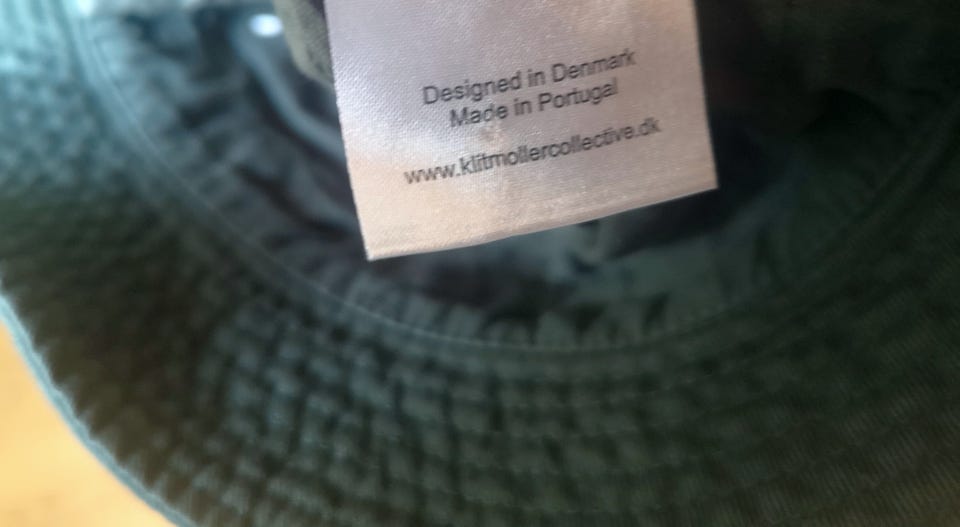 Designed in Denmark
Made in Portugal
www.klitmollercollective.dk